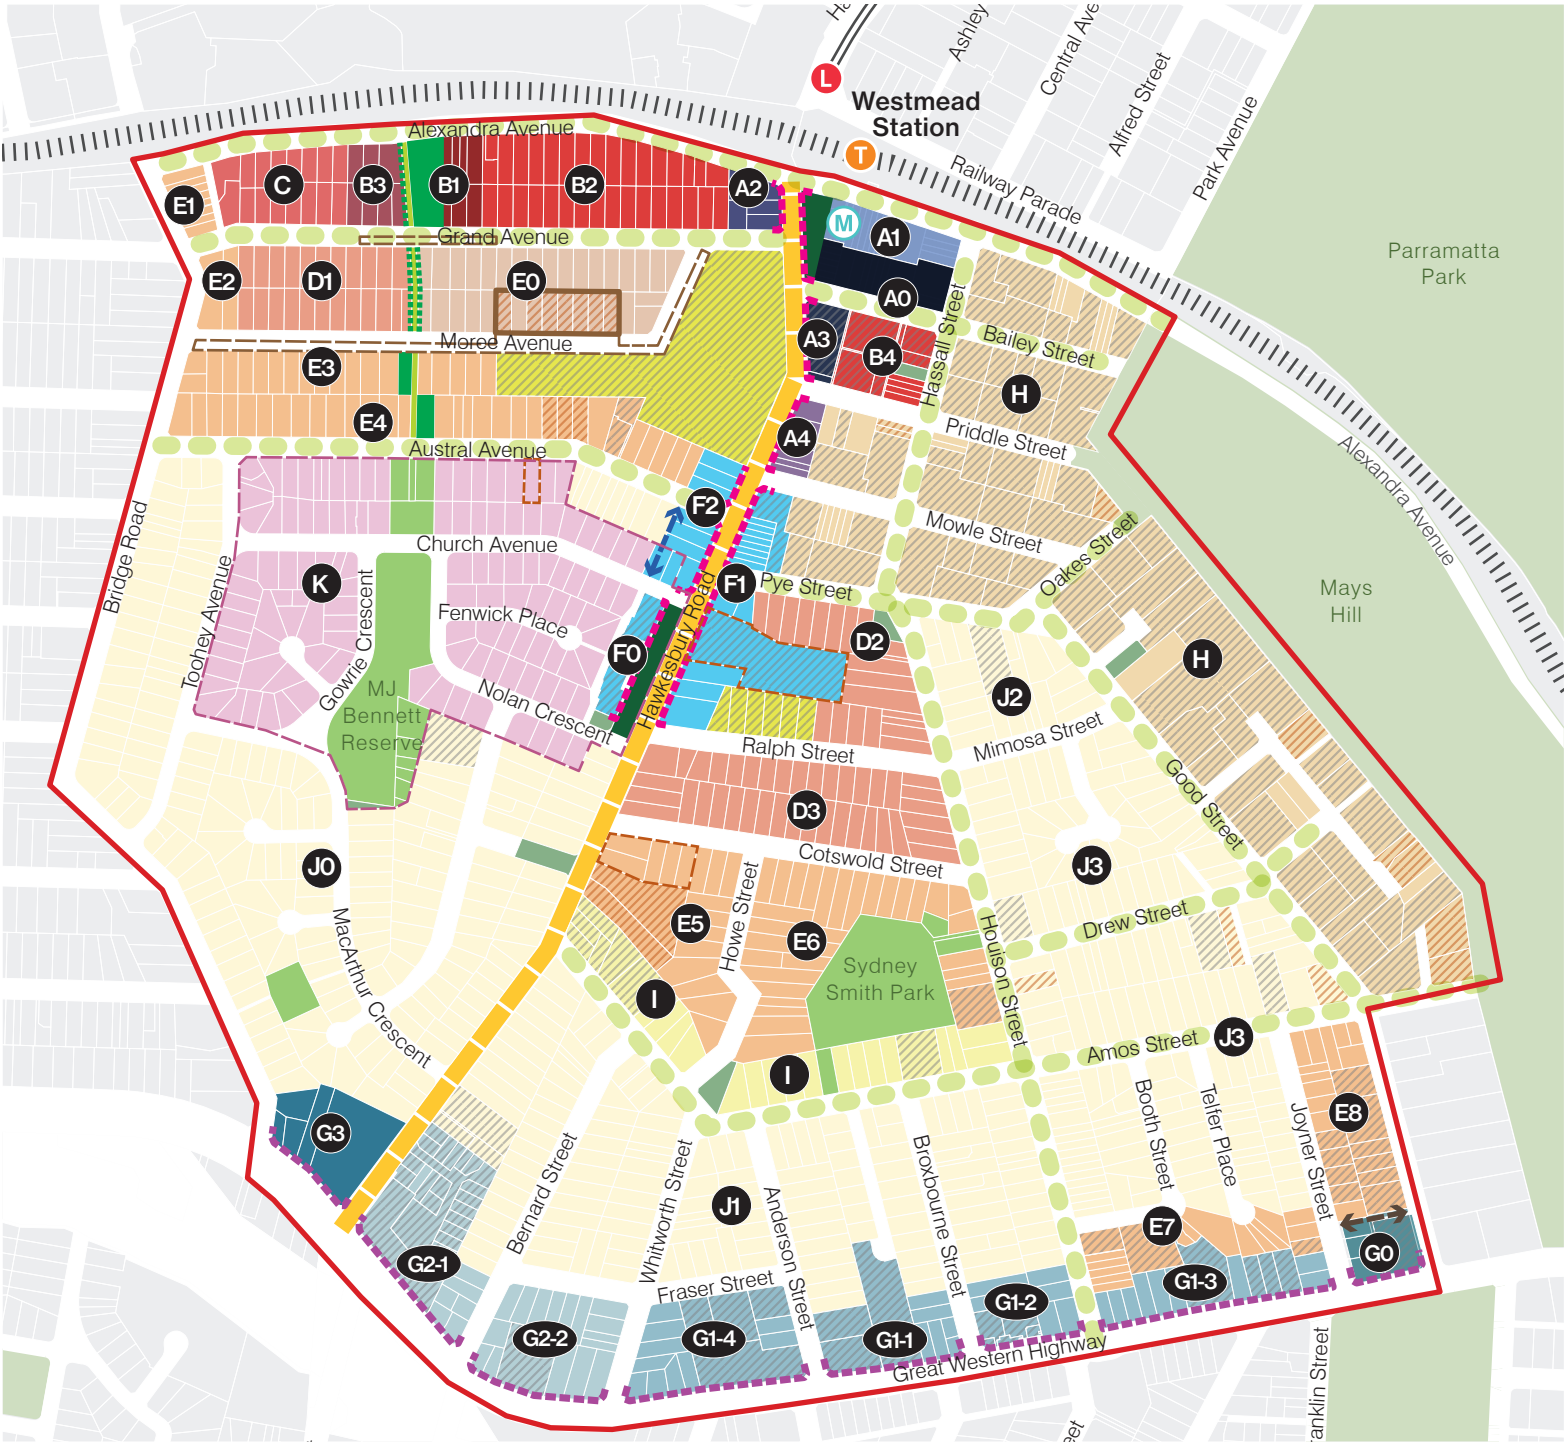 Ashley
Central Ave
Alfred Street
Park Avenue
L
Westmead
Station
T
Railway Parade
Parramatta
Park
Alexandra Avenue
C
B3
B1
B2
A2
E1
M
A1
Grand Avenue
E2
D1
E0
A0
Hassall Street
Bailey Street
Moree Avenue
A3
B4
E3
H
E4
A4
Priddle Street
Austral Avenue
Alexandra Avenue
F2
Mowle Street
Oakes Street
Bridge Road
Church Avenue
K
Toohey Avenue
Gowrie Crescent
Fenwick Place
F1
Pye Street
Mays
Hill
F0
Hawkesbury Road
D2
H
MJ
Bennett
Reserve
Nolan Crescent
J2
Mimosa Street
Ralph Street
Good Street
D3
Cotswold Street
J0
J3
MacArthur Crescent
E5
Howe Street
E6
Sydney
Smith Park
Houison Street
Drew Street
I
I
Amos Street
J3
G3
Booth Street
Telfer Place
Joyner Street
E8
Bernard Street
Whitworth Street
J1
Anderson Street
Broxbourne Street
E7
G0
G2-1
Fraser Street
G1-2
G1-3
G2-2
G1-4
G1-1
Great Western Highway